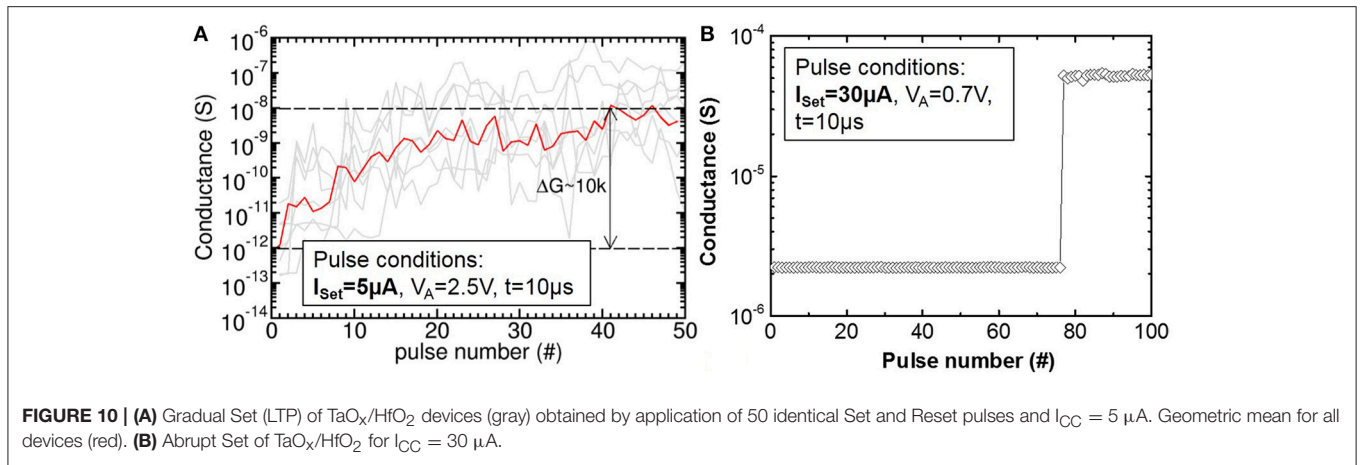 A
10⁻⁶
10⁻⁷
10⁻⁸
10⁻⁹
10⁻¹⁰
10⁻¹¹
10⁻¹²
10⁻¹³
10⁻¹⁴
Conductance (S)
ΔG~10k
Pulse conditions:
I_Set=5µA, V_A=2.5V, t=10µs
0 10 20 30 40 50
pulse number (#)
B
10⁻⁴
10⁻⁵
10⁻⁶
Conductance (S)
Pulse conditions:
I_Set=30µA, V_A=0.7V,
t=10µs
0 20 40 60 80 100
Pulse number (#)
FIGURE 10 | (A) Gradual Set (LTP) of TaOₓ/HfO₂ devices (gray) obtained by application of 50 identical Set and Reset pulses and I_CC = 5 µA. Geometric mean for all
devices (red). (B) Abrupt Set of TaOₓ/HfO₂ for I_CC = 30 µA.